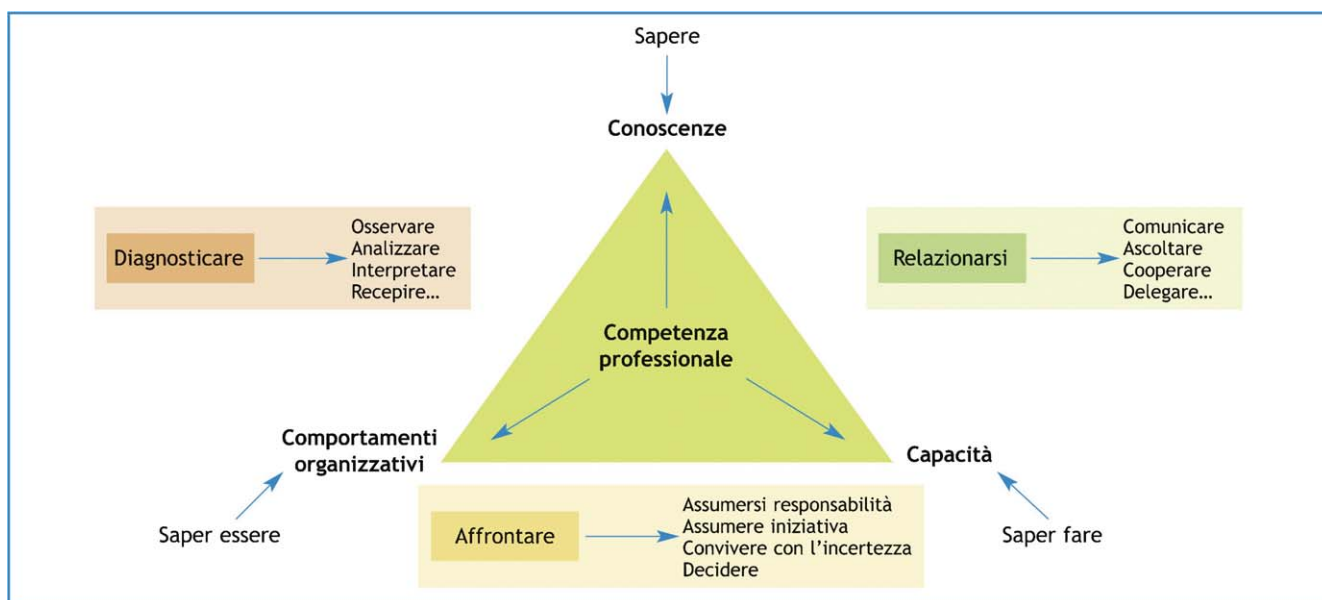 Sapere
Conoscenze
Diagnosticare
Osservare
Analizzare
Interpretare
Recepire…
Relazionarsi
Comunicare
Ascoltare
Cooperare
Delegare…
Competenza
professionale
Comportamenti
organizzativi
Capacità
Saper essere
Affrontare
Assumersi responsabilità
Assumere iniziativa
Convivere con l’incertezza
Decidere
Saper fare